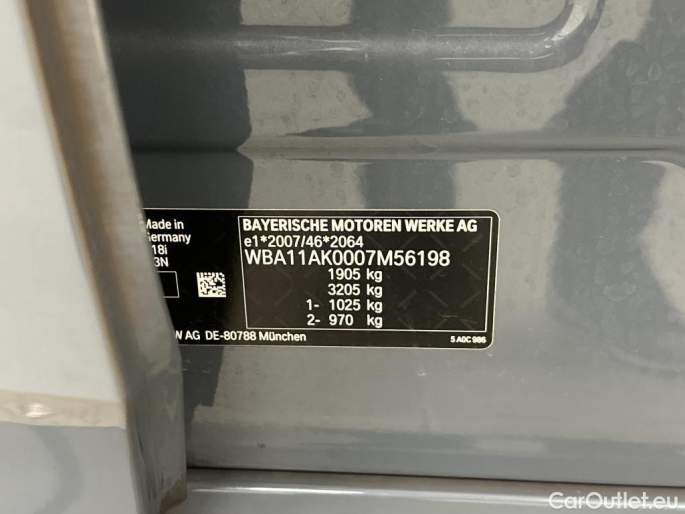 Made in
Germany
18i
3N
W AG DE-80788 München
BAYERISCHE MOTOREN WERKE AG
e1*2007/46*2064
WBA11AK0007M56198
1905 kg
3205 kg
1- 1025 kg
2- 970 kg
5 A0C 986
CarOutlet.eu